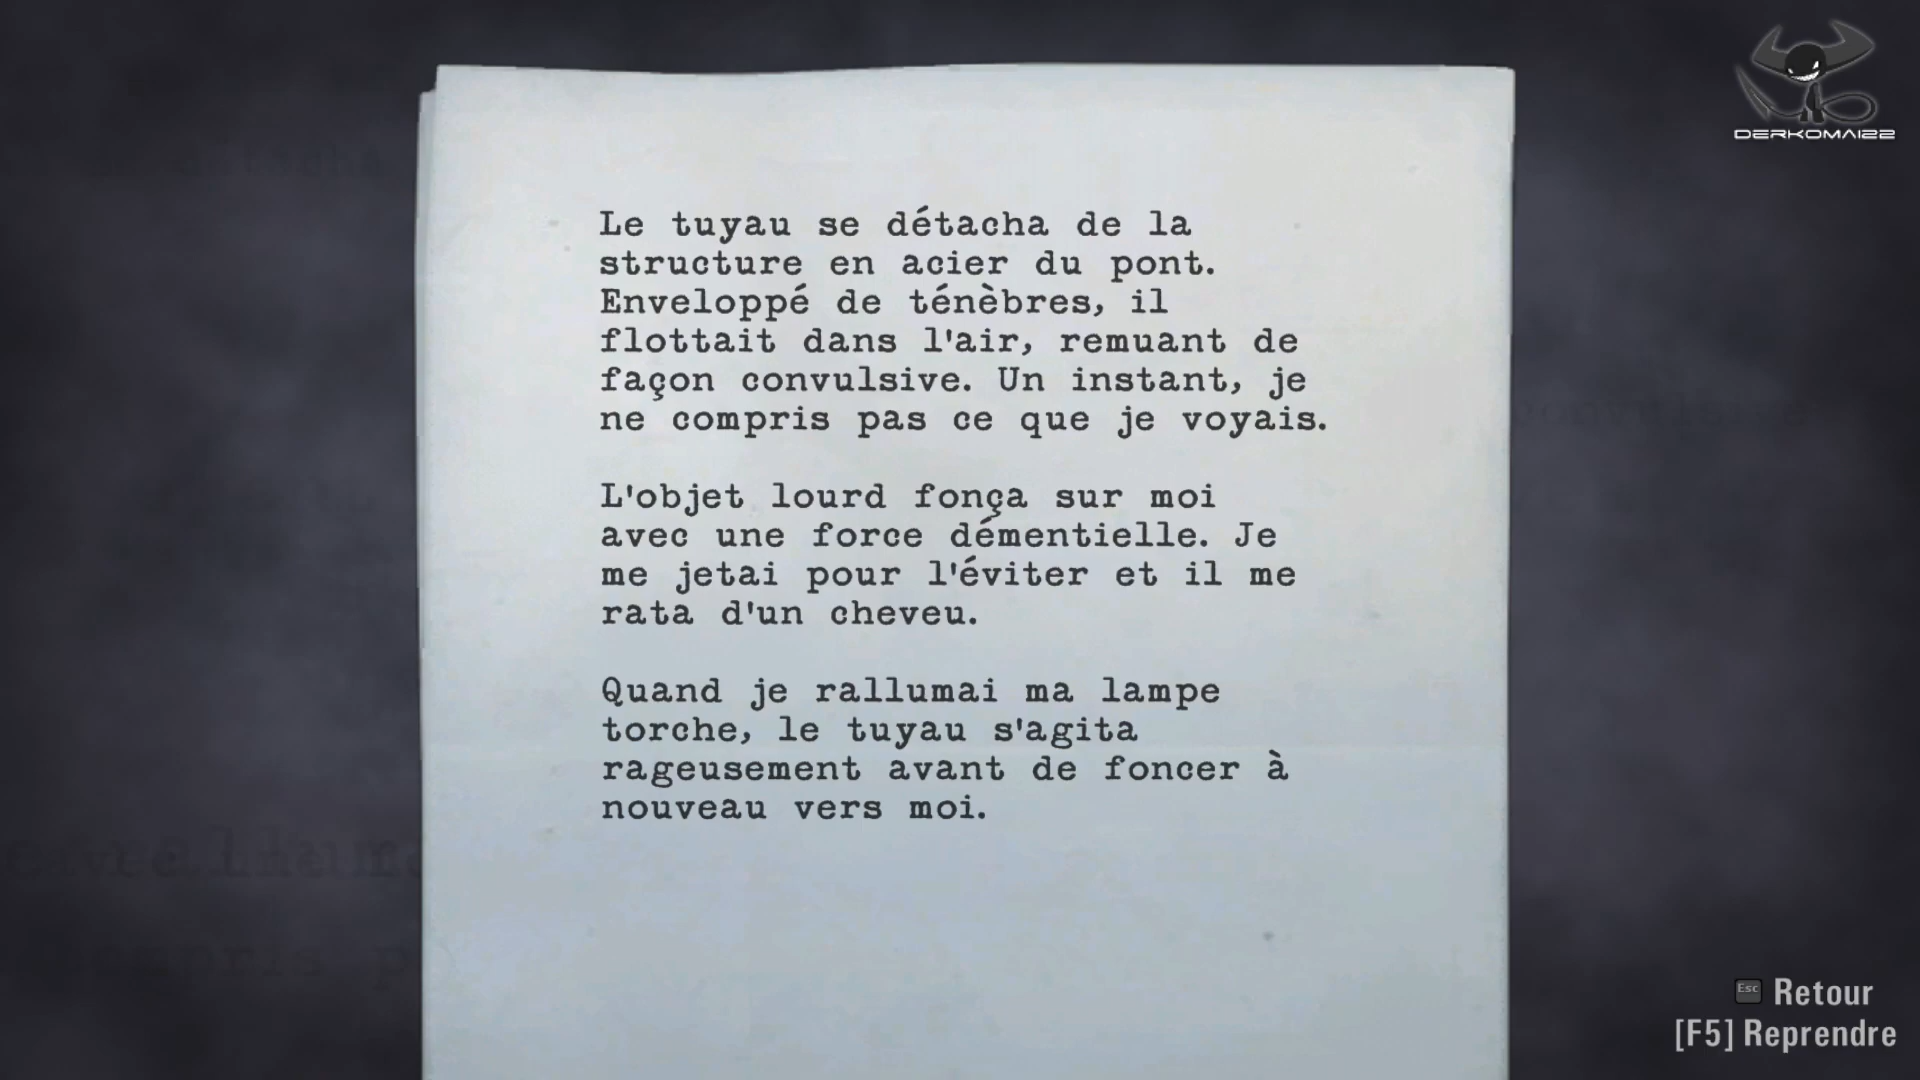 DERKOMAI22
Le tuyau se détacha de la
structure en acier du pont.
Enveloppé de ténèbres, il
flottait dans l'air, remuant de
façon convulsive. Un instant, je
ne compris pas ce que je voyais.
L'objet lourd fonça sur moi
avec une force démentielle. Je
me jetai pour l'éviter et il me
rata d'un cheveu.
Quand je rallumai ma lampe
torche, le tuyau s'agita
rageusement avant de foncer à
nouveau vers moi.
Esc Retour
[F5] Reprendre